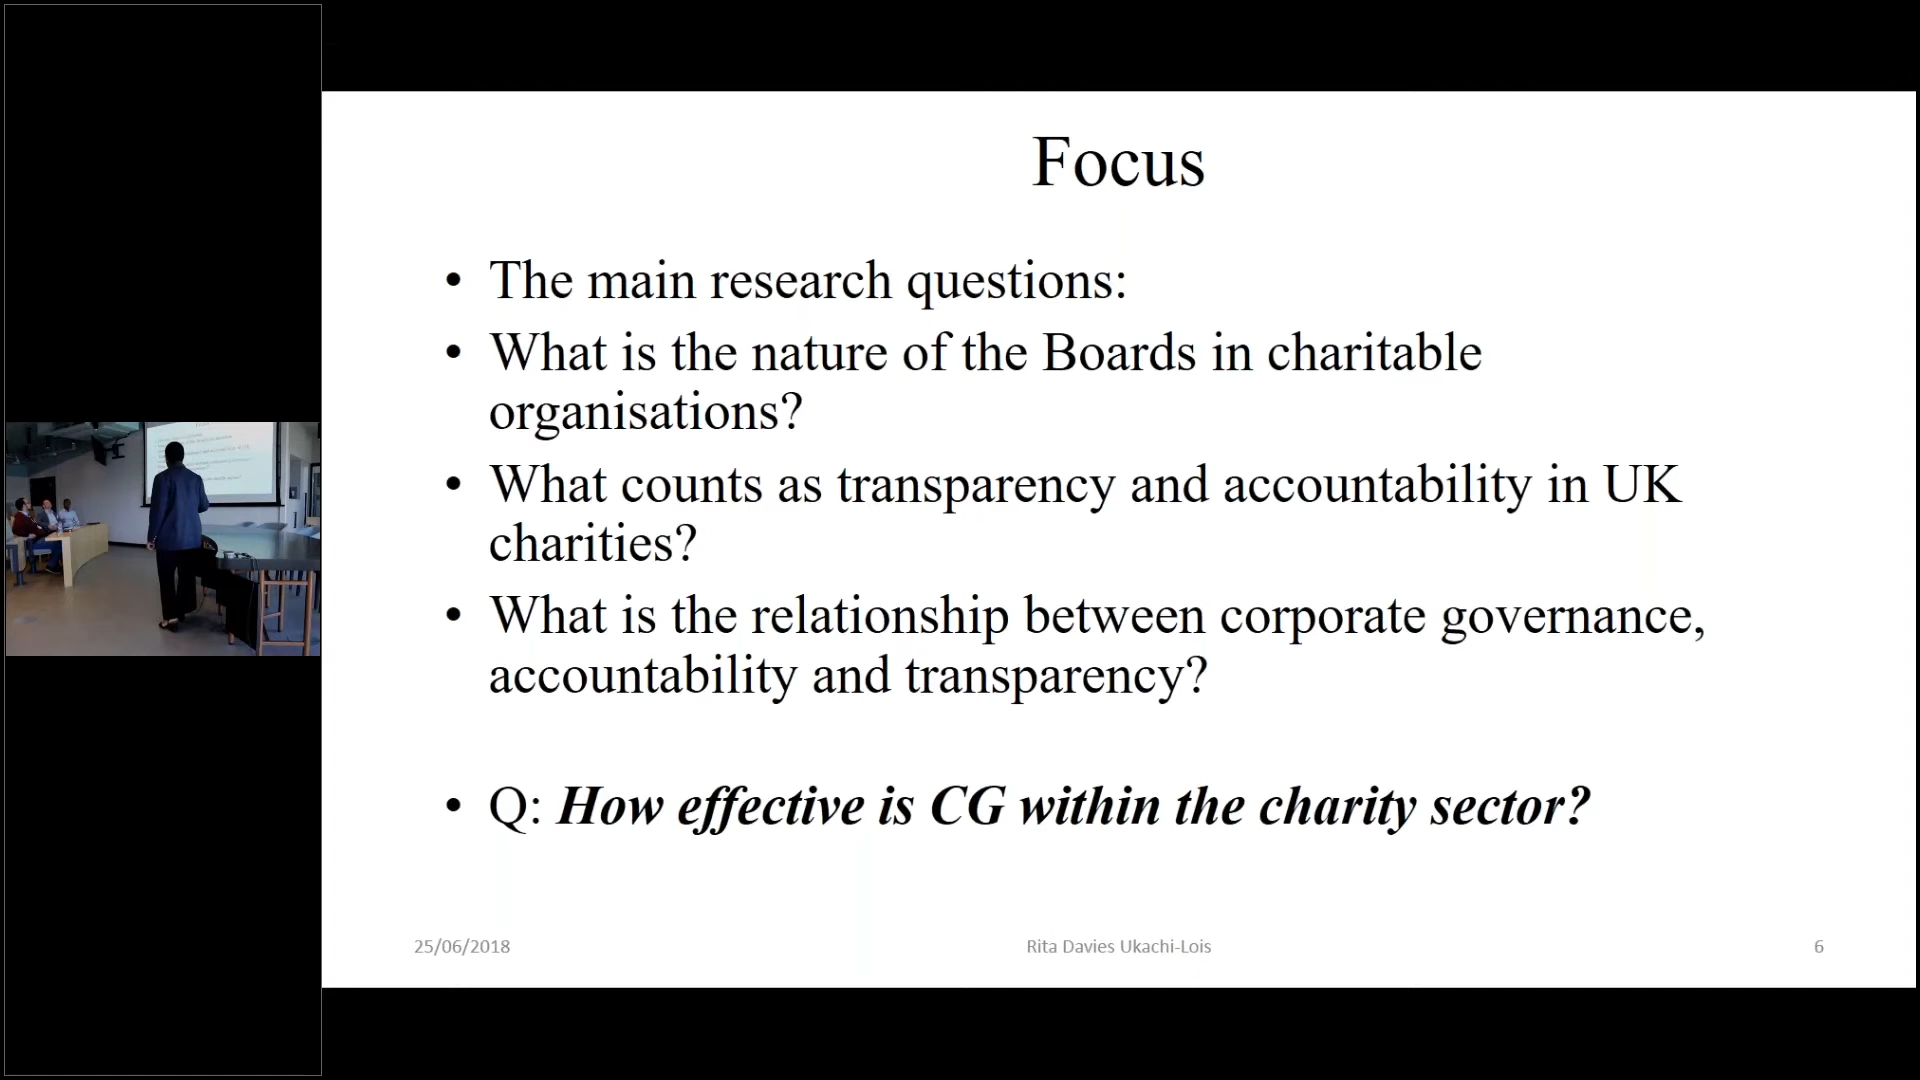 Focus
• The main research questions:
• What is the nature of the Boards in charitable
organisations?
• What counts as transparency and accountability in UK
charities?
• What is the relationship between corporate governance,
accountability and transparency?
• Q: How effective is CG within the charity sector?
25/06/2018
Rita Davies Ukachi-Lois
6